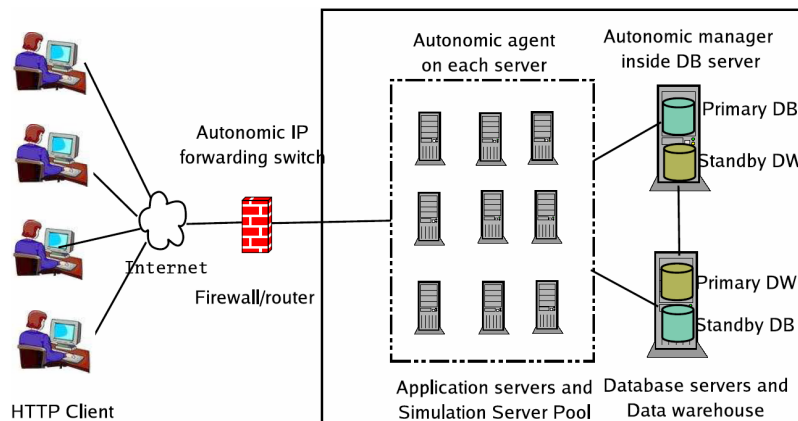 Autonomic agent
on each server
Autonomic manager
inside DB server
Primary DB
Standby DW
Autonomic IP
forwarding switch
Internet
Firewall/router
Primary DW
Standby DB
HTTP Client
Application servers and
Simulation Server Pool
Database servers and
Data warehouse